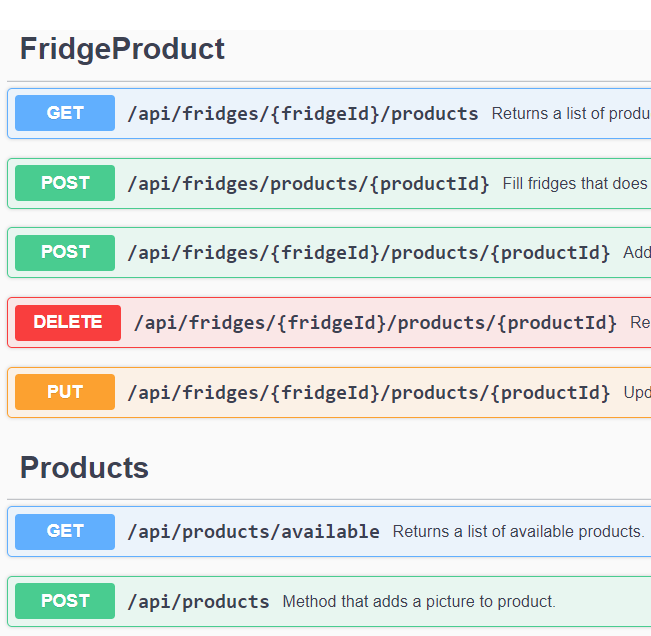 FridgeProduct
GET /api/fridges/{fridgeId}/products Returns a list of
POST /api/fridges/products/{productId} Fill fridges that does
POST /api/fridges/{fridgeId}/products/{productId} Add
DELETE /api/fridges/{fridgeId}/products/{productId} Re
PUT /api/fridges/{fridgeId}/products/{productId} Upd
Products
GET /api/products/available Returns a list of available products.
POST /api/products Method that adds a picture to product.